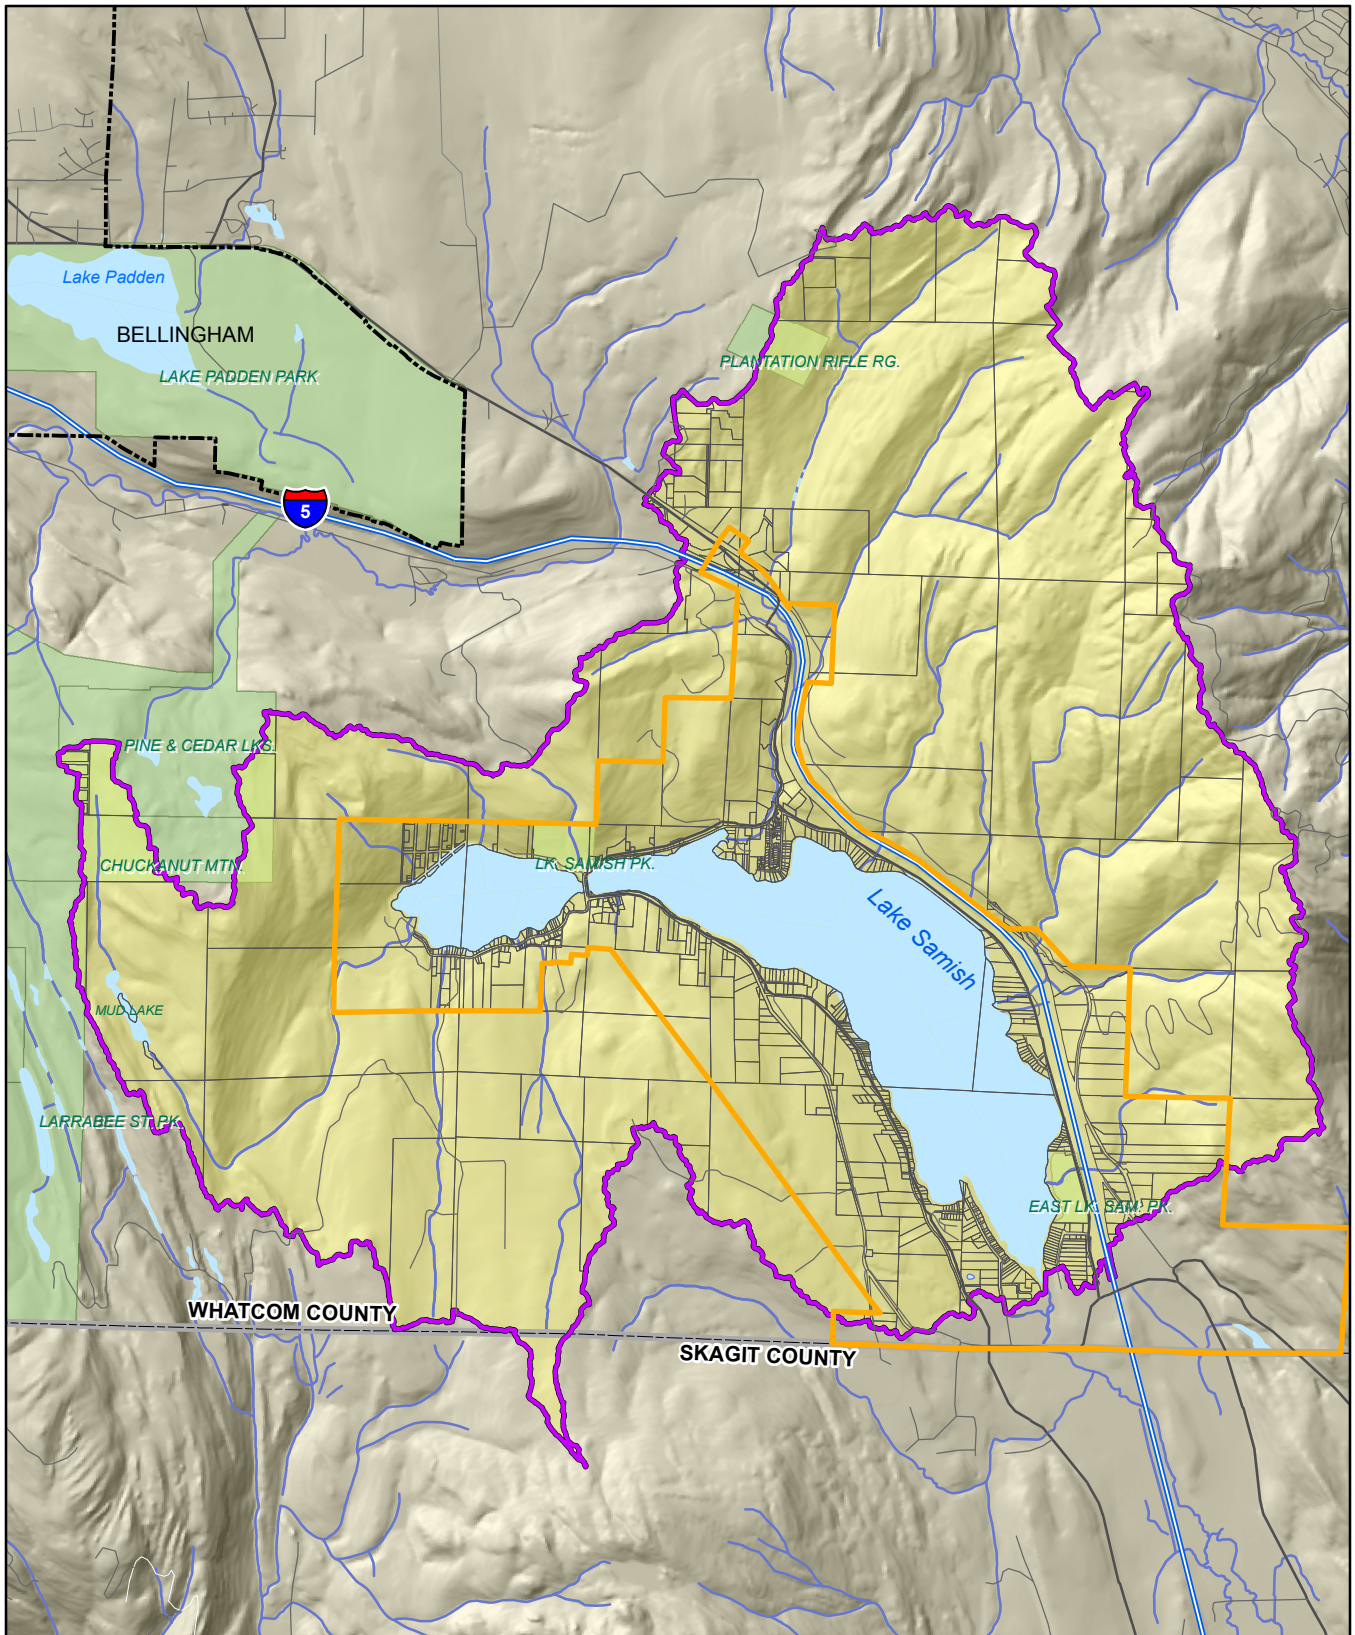 Lake Padden
BELLINGHAM
PLANTATION RIFLE RG.
LAKE PADDEN PARK
5
PINE & CEDAR LKS.
LK. SAMISH PK.
CHUCKANUT MTN.
Lake Samish
MUD LAKE
LARRABEE ST. PK.
EAST LK. SAM. PK.
WHATCOM COUNTY
SKAGIT COUNTY